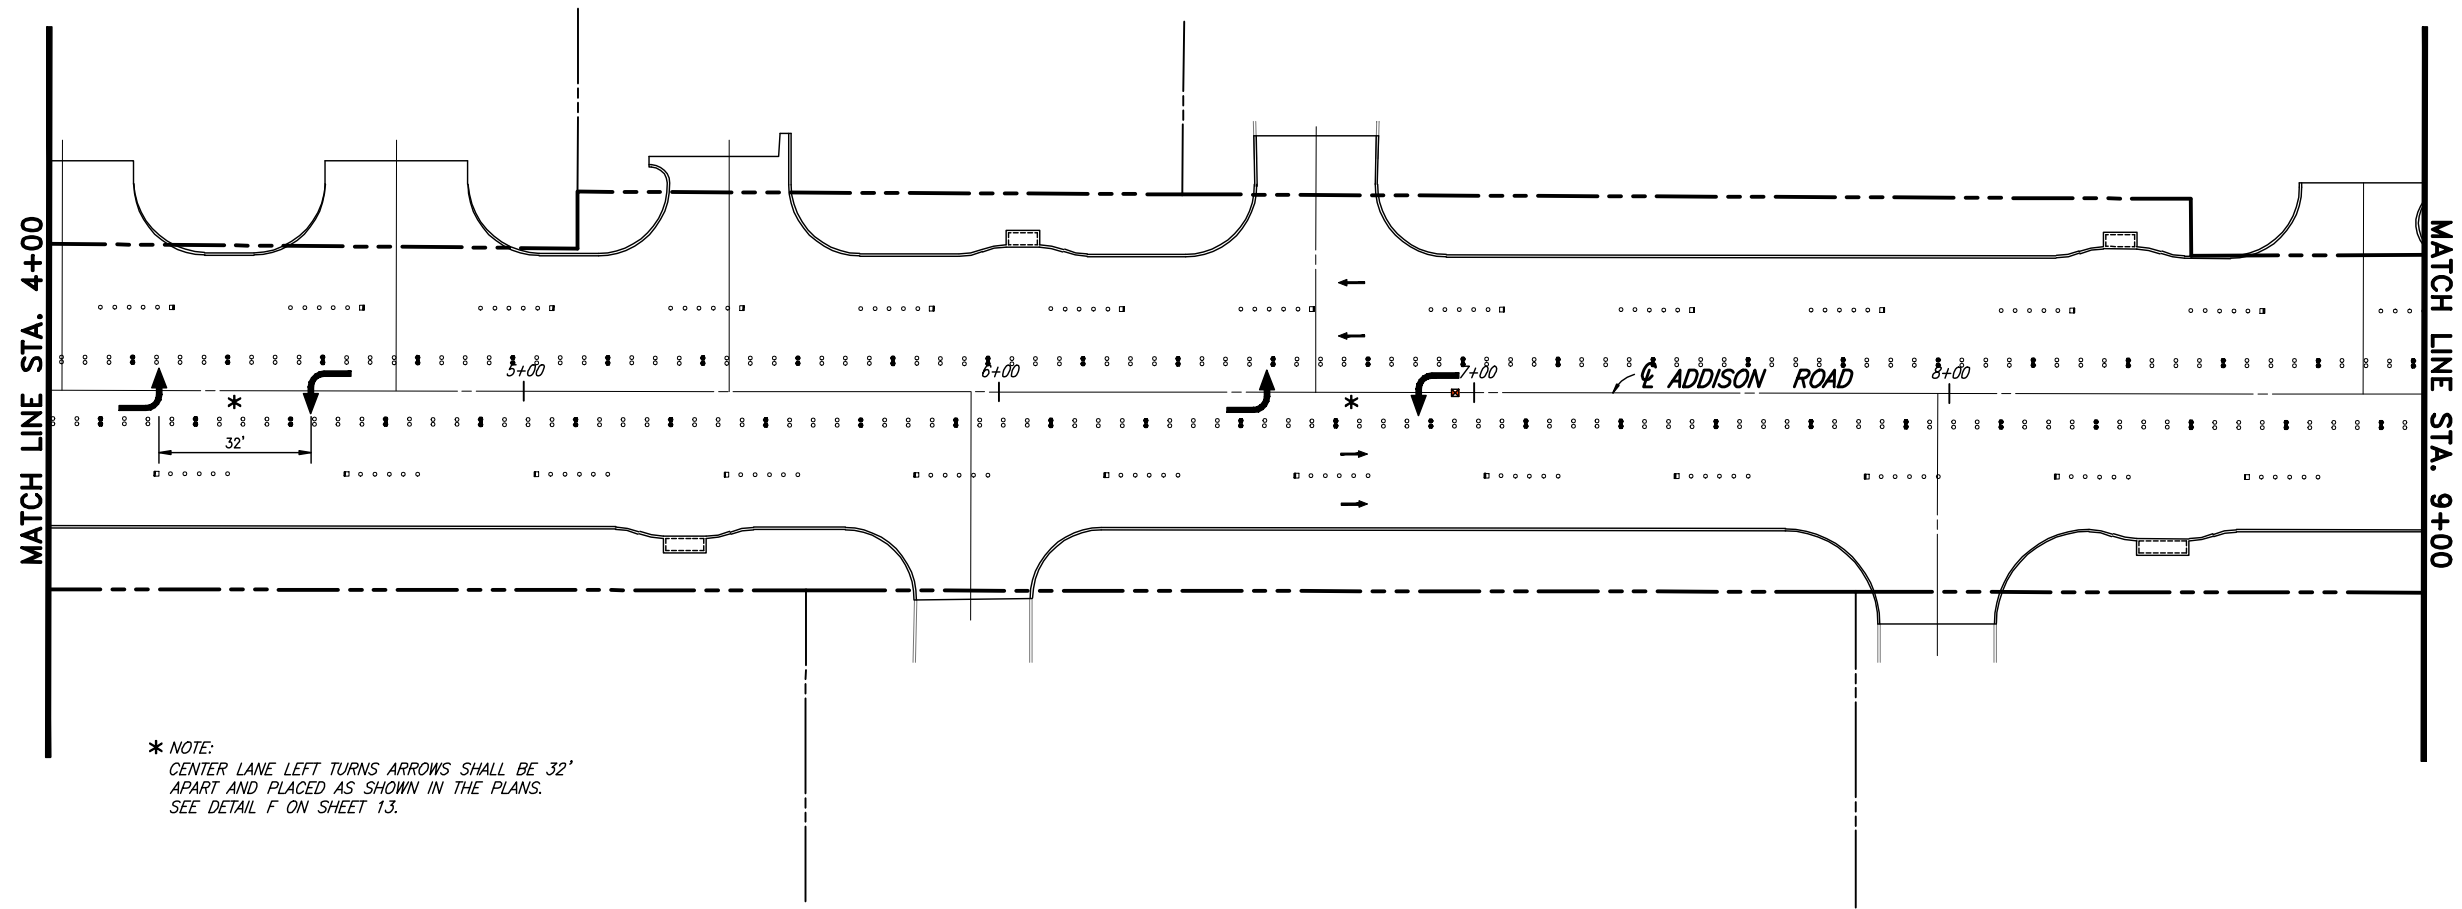 MATCH LINE STA. 4+00
5+00
6+00
7+00
℄ ADDISON ROAD
8+00
MATCH LINE STA. 9+00
*
*
32'
* NOTE:
CENTER LANE LEFT TURNS ARROWS SHALL BE 32'
APART AND PLACED AS SHOWN IN THE PLANS.
SEE DETAIL F ON SHEET 13.